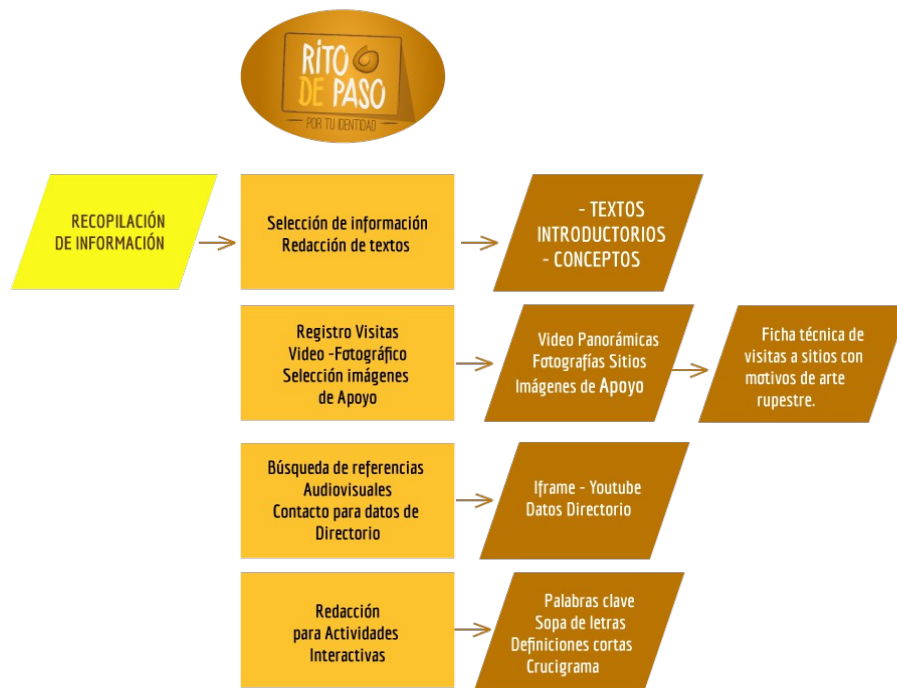 RITO
DE PASO
POR TU IDENTIDAD
RECOPILACIÓN
DE INFORMACIÓN
Selección de información
Redacción de textos
- TEXTOS
INTRODUCTORIOS
- CONCEPTOS
Registro Visitas
Video -Fotográfico
Selección imágenes
de Apoyo
Video Panorámicas
Fotografías Sitios
Imágenes de Apoyo
Ficha técnica de
visitas a sitios con
motivos de arte
rupestre.
Búsqueda de referencias
Audiovisuales
Contacto para datos de
Directorio
Iframe - Youtube
Datos Directorio
Redacción
para Actividades
Interactivas
Palabras clave
Sopa de letras
Definiciones cortas
Crucigrama